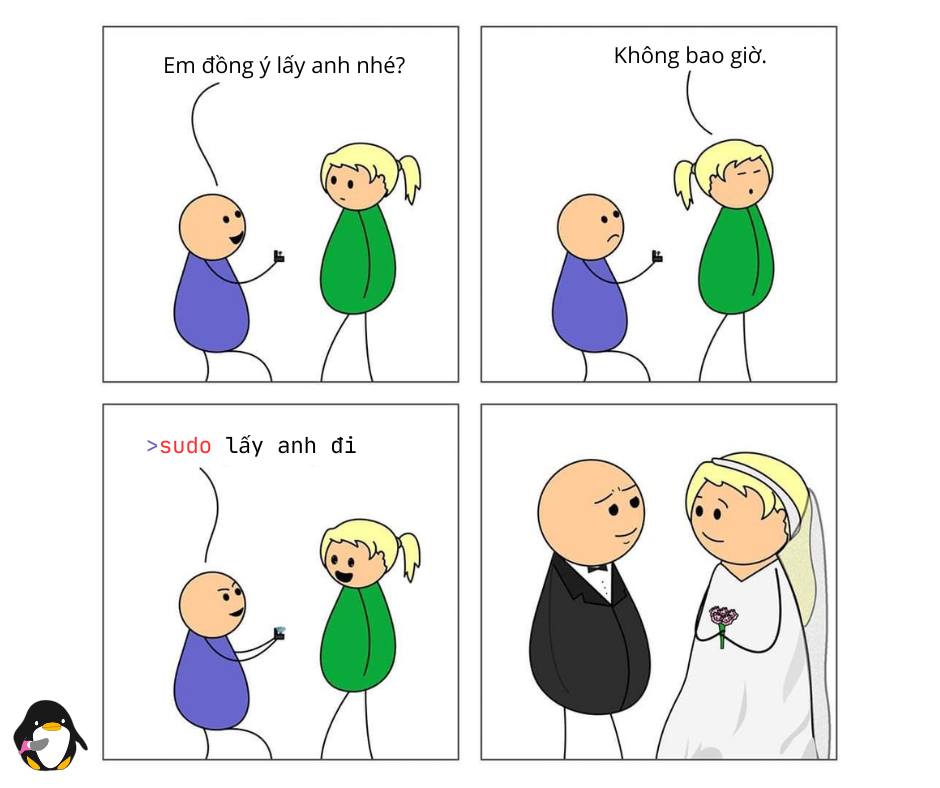 Em đồng ý lấy anh nhé?
Không bao giờ.
>sudo lấy anh đi